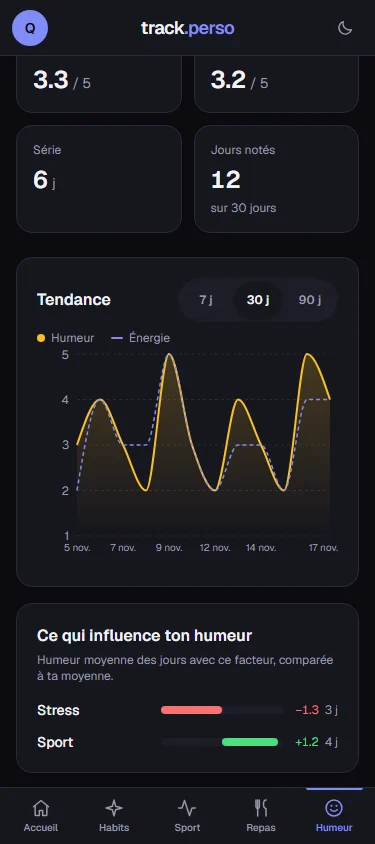 Q
track.perso
3.3 / 5
3.2 / 5
Série
6 j
Jours notés
12
sur 30 jours
Tendance
7 j
30 j
90 j
Humeur
Énergie
5
4
3
2
1
5 nov.
7 nov.
9 nov.
12 nov.
14 nov.
17 nov.
Ce qui influence ton humeur
Humeur moyenne des jours avec ce facteur, comparée
à ta moyenne.
Stress −1.3 3 j
Sport +1.2 4 j
Accueil
Habits
Sport
Repas
Humeur